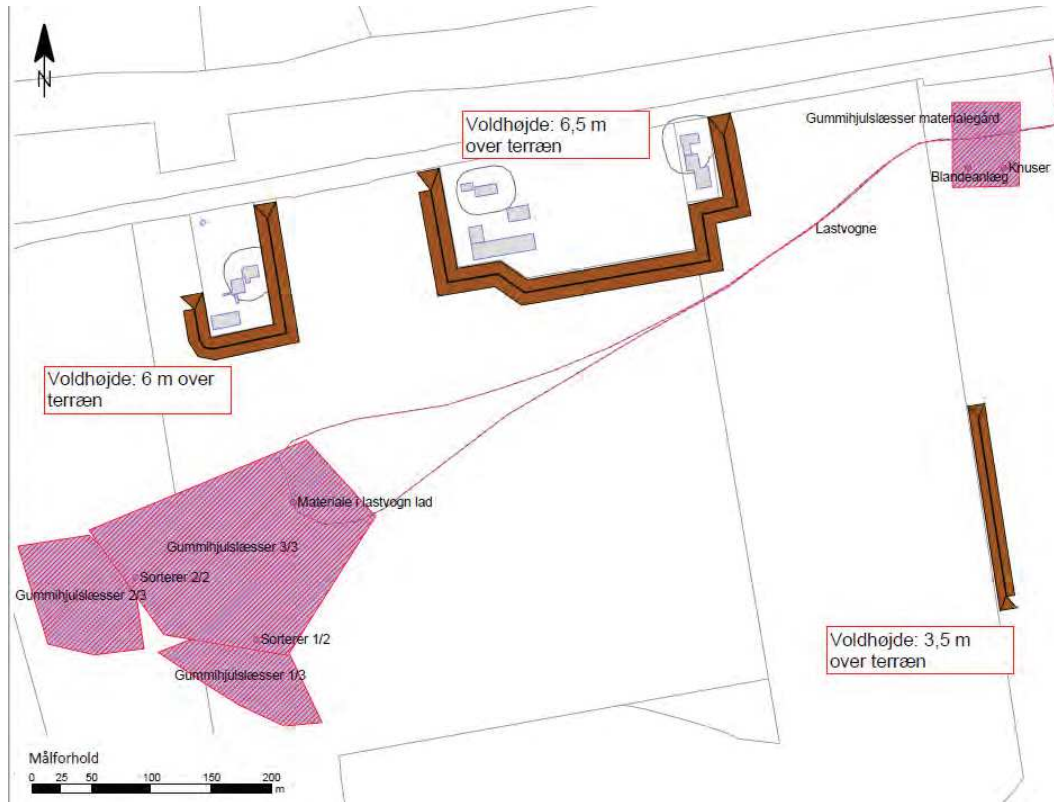 N
Voldhøjde: 6,5 m
over terræn
Gummihjulslæsser materialegård
Knuser
Blandeanlæg
Lastvogne
Voldhøjde: 6 m over
terræn
Materiale i lastvogn lad
Gummihjulslæsser 3/3
Sorterer 2/2
Gummihjulslæsser 2/3
Sorterer 1/2
Gummihjulslæsser 1/3
Voldhøjde: 3,5 m
over terræn
Målforhold
0 25 50 100 150 200
m